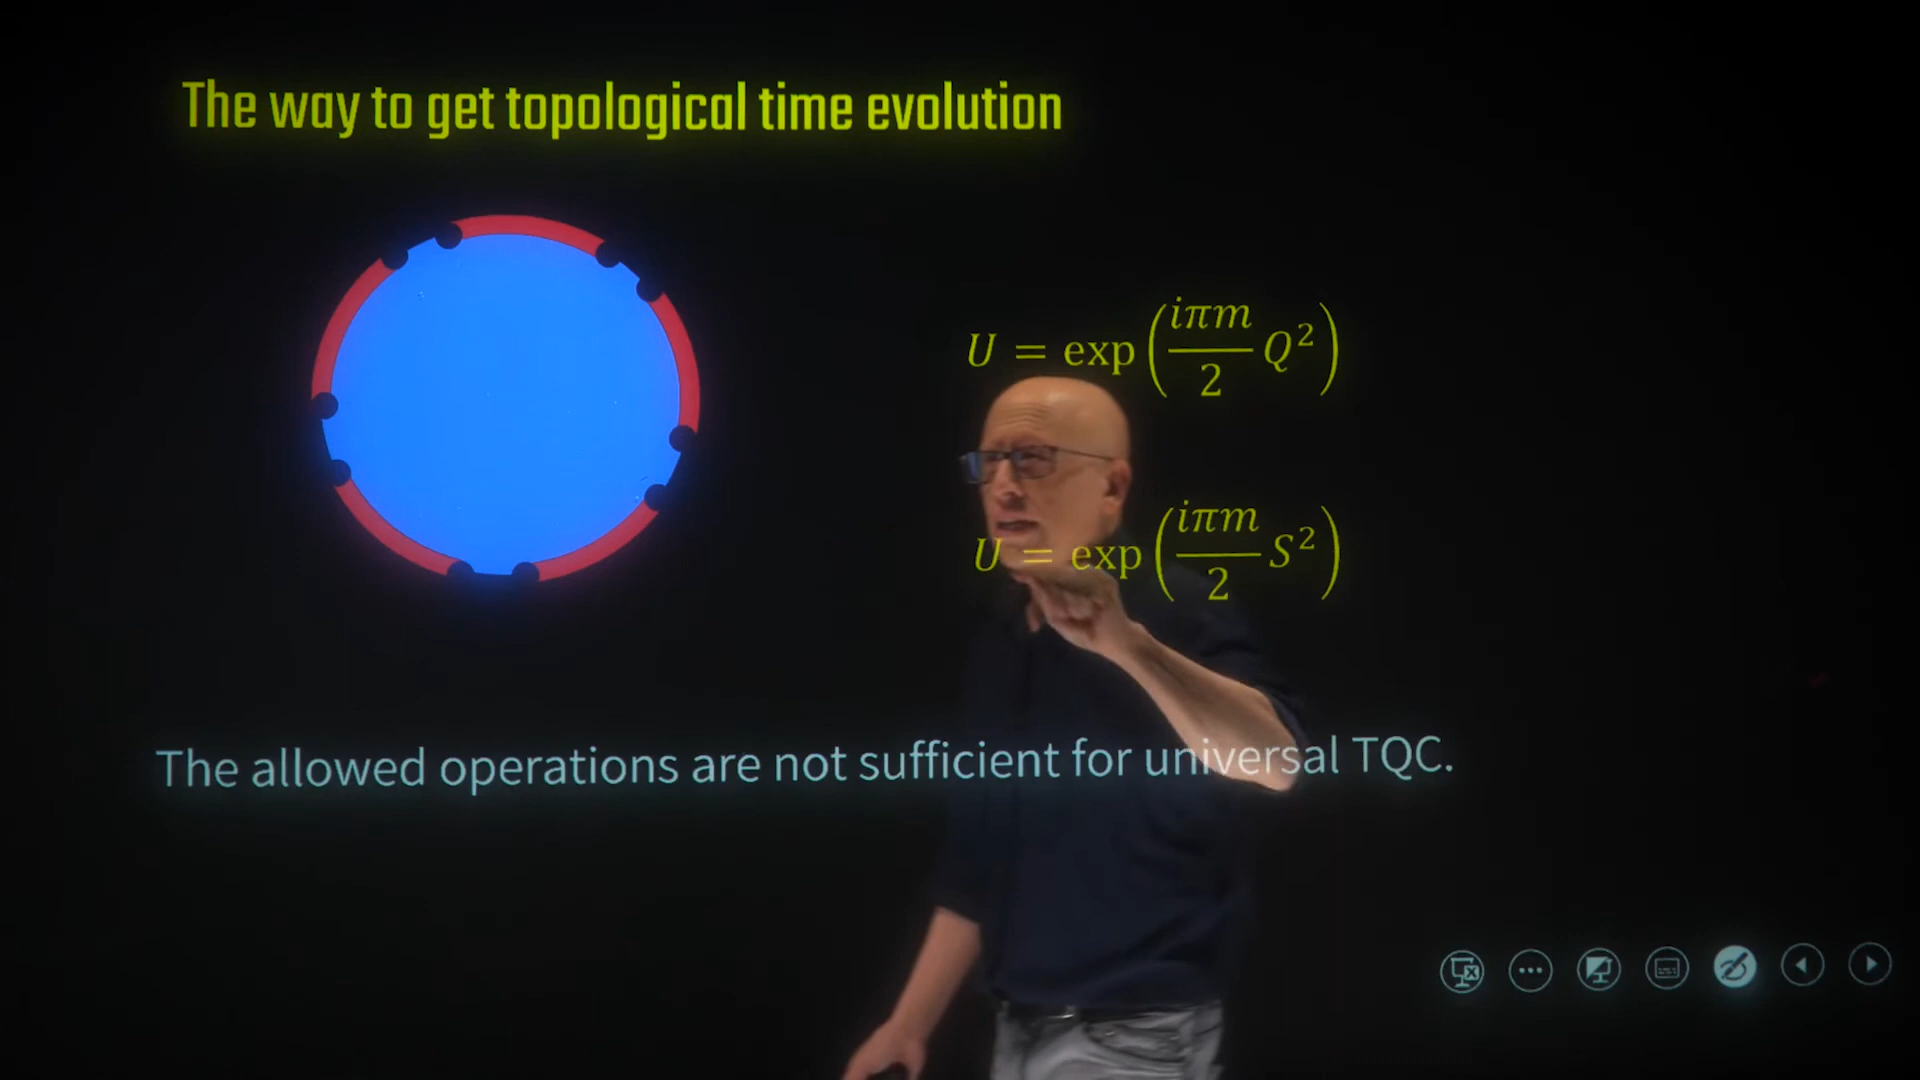 The way to get topological time evolution
U = exp(iπm/2 Q²)
U = exp(iπm/2 S²)
The allowed operations are not sufficient for universal TQC.